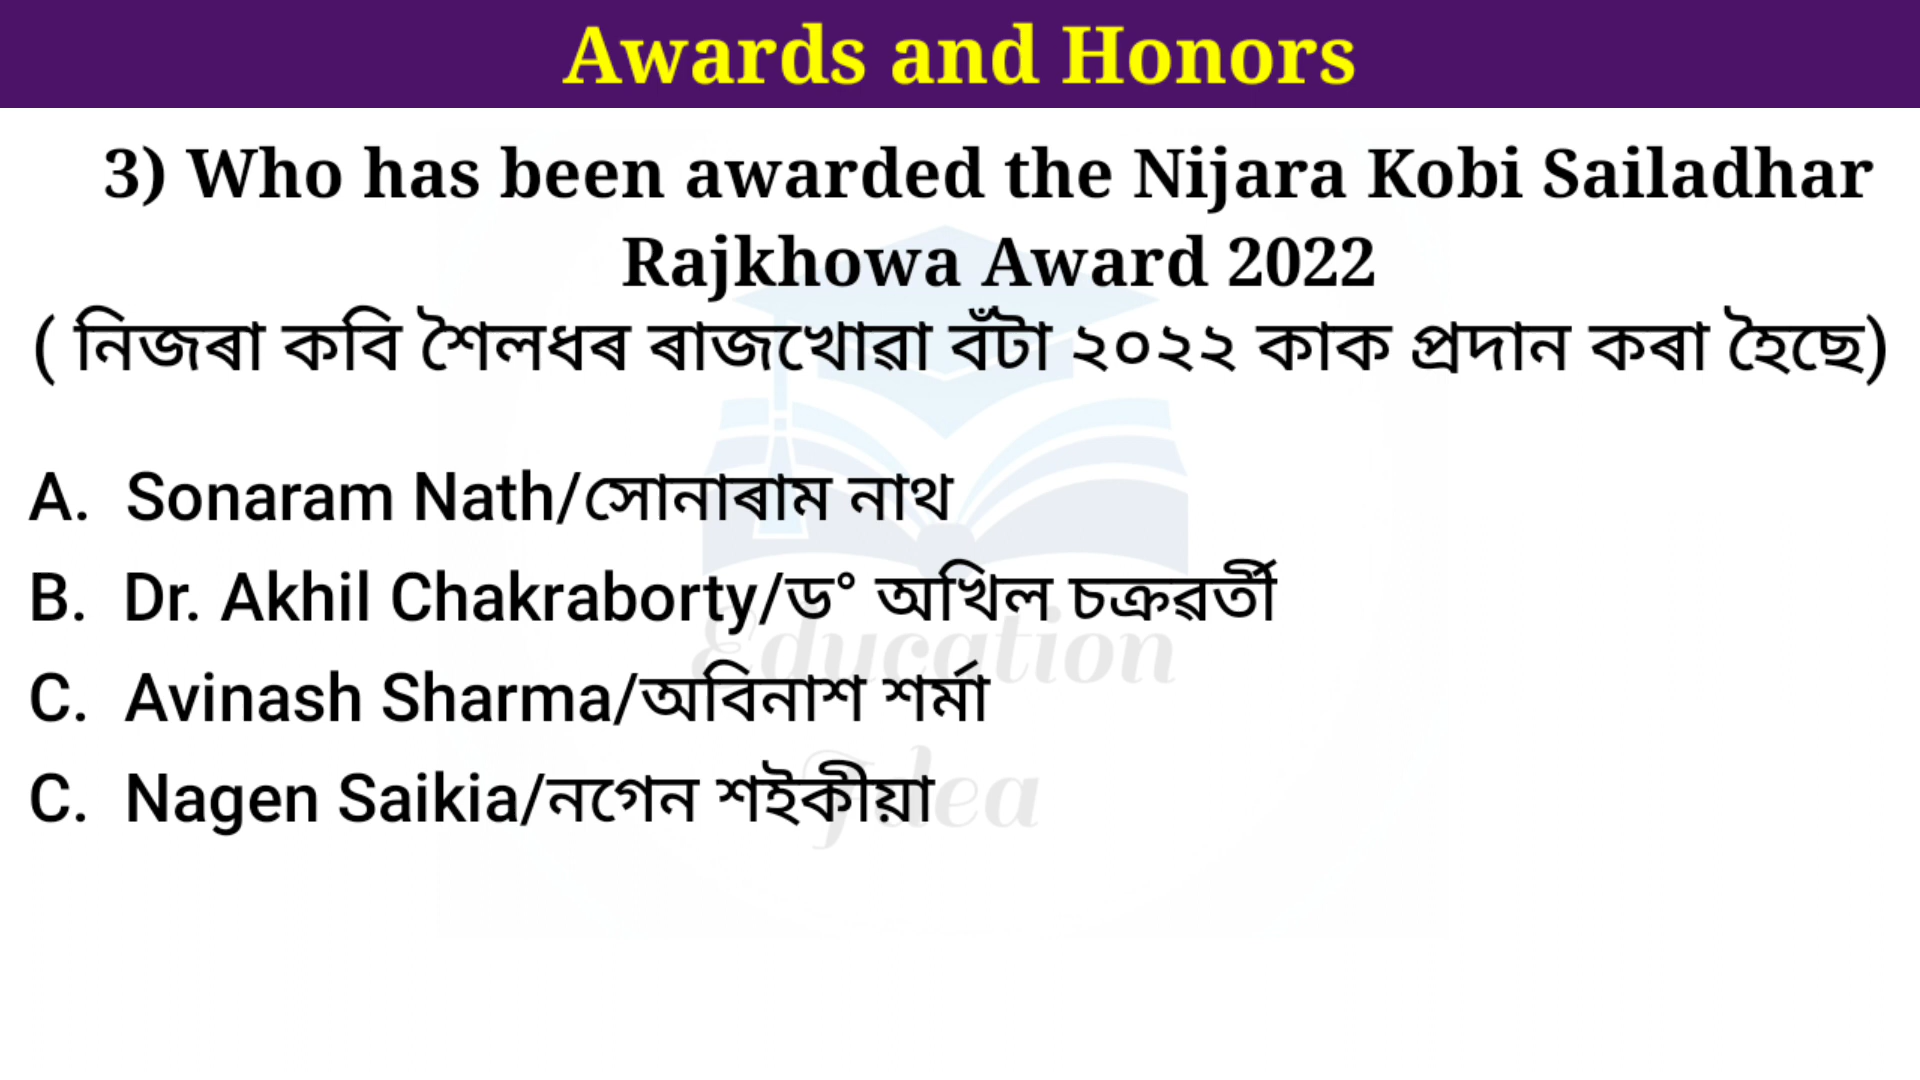 Awards and Honors
3) Who has been awarded the Nijara Kobi Sailadhar
Rajkhowa Award 2022
( নিজৰা কবি শৈলধৰ ৰাজখোৱা বঁটা ২০২২ কাক প্ৰদান কৰা হৈছে)
A. Sonaram Nath/সোনাৰাম নাথ
B. Dr. Akhil Chakraborty/ড° অখিল চক্ৰৱৰ্তী
C. Avinash Sharma/অবিনাশ শৰ্মা
C. Nagen Saikia/নগেন শইকীয়া
Education
Idea